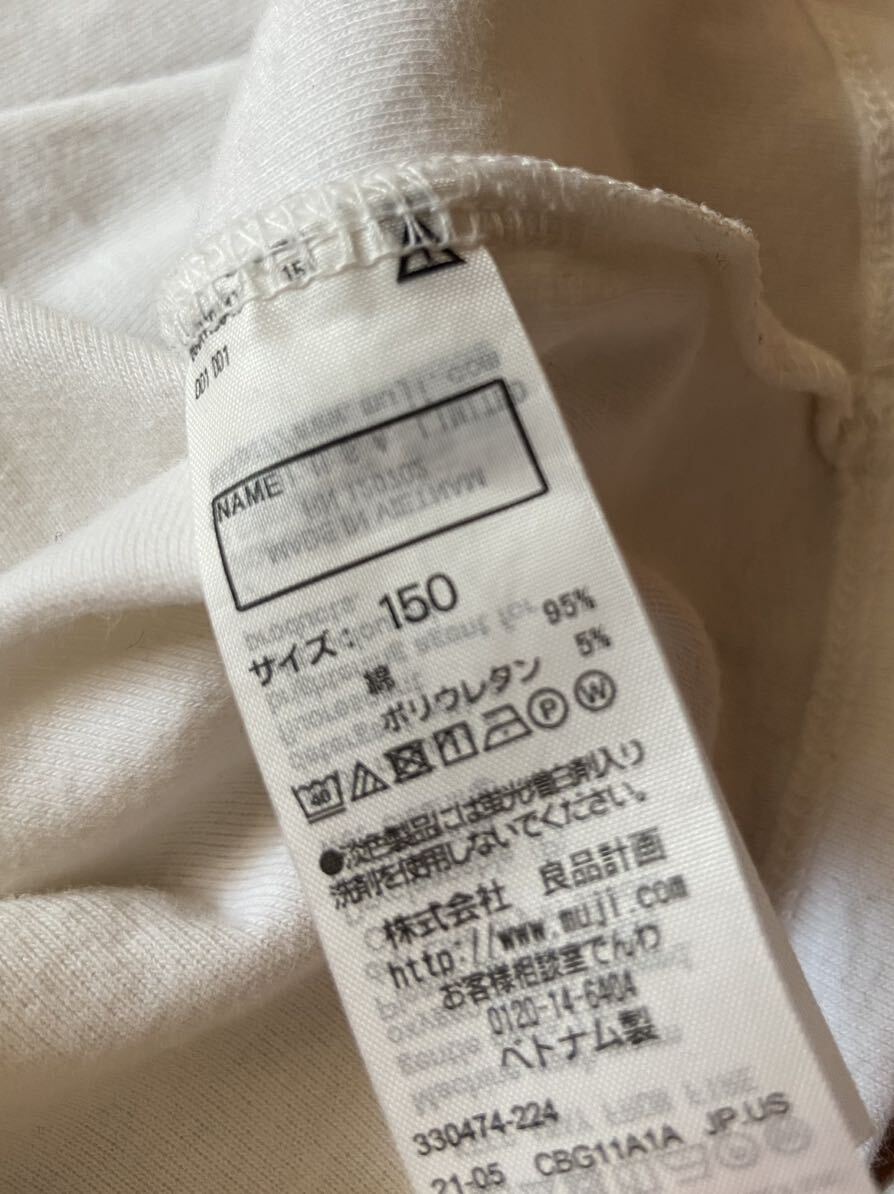 15
001 001
NAME
サイズ: 150
綿 95%
ポリウレタン 5%
40 P W
●淡色製品には蛍光増白剤入り
洗剤を使用しないでください。
株式会社 良品計画
http://www.muji.com
お客様相談室でんわ
0120-14-6404
ベトナム製
330474-224
21-05 CBG11A1A JP.US